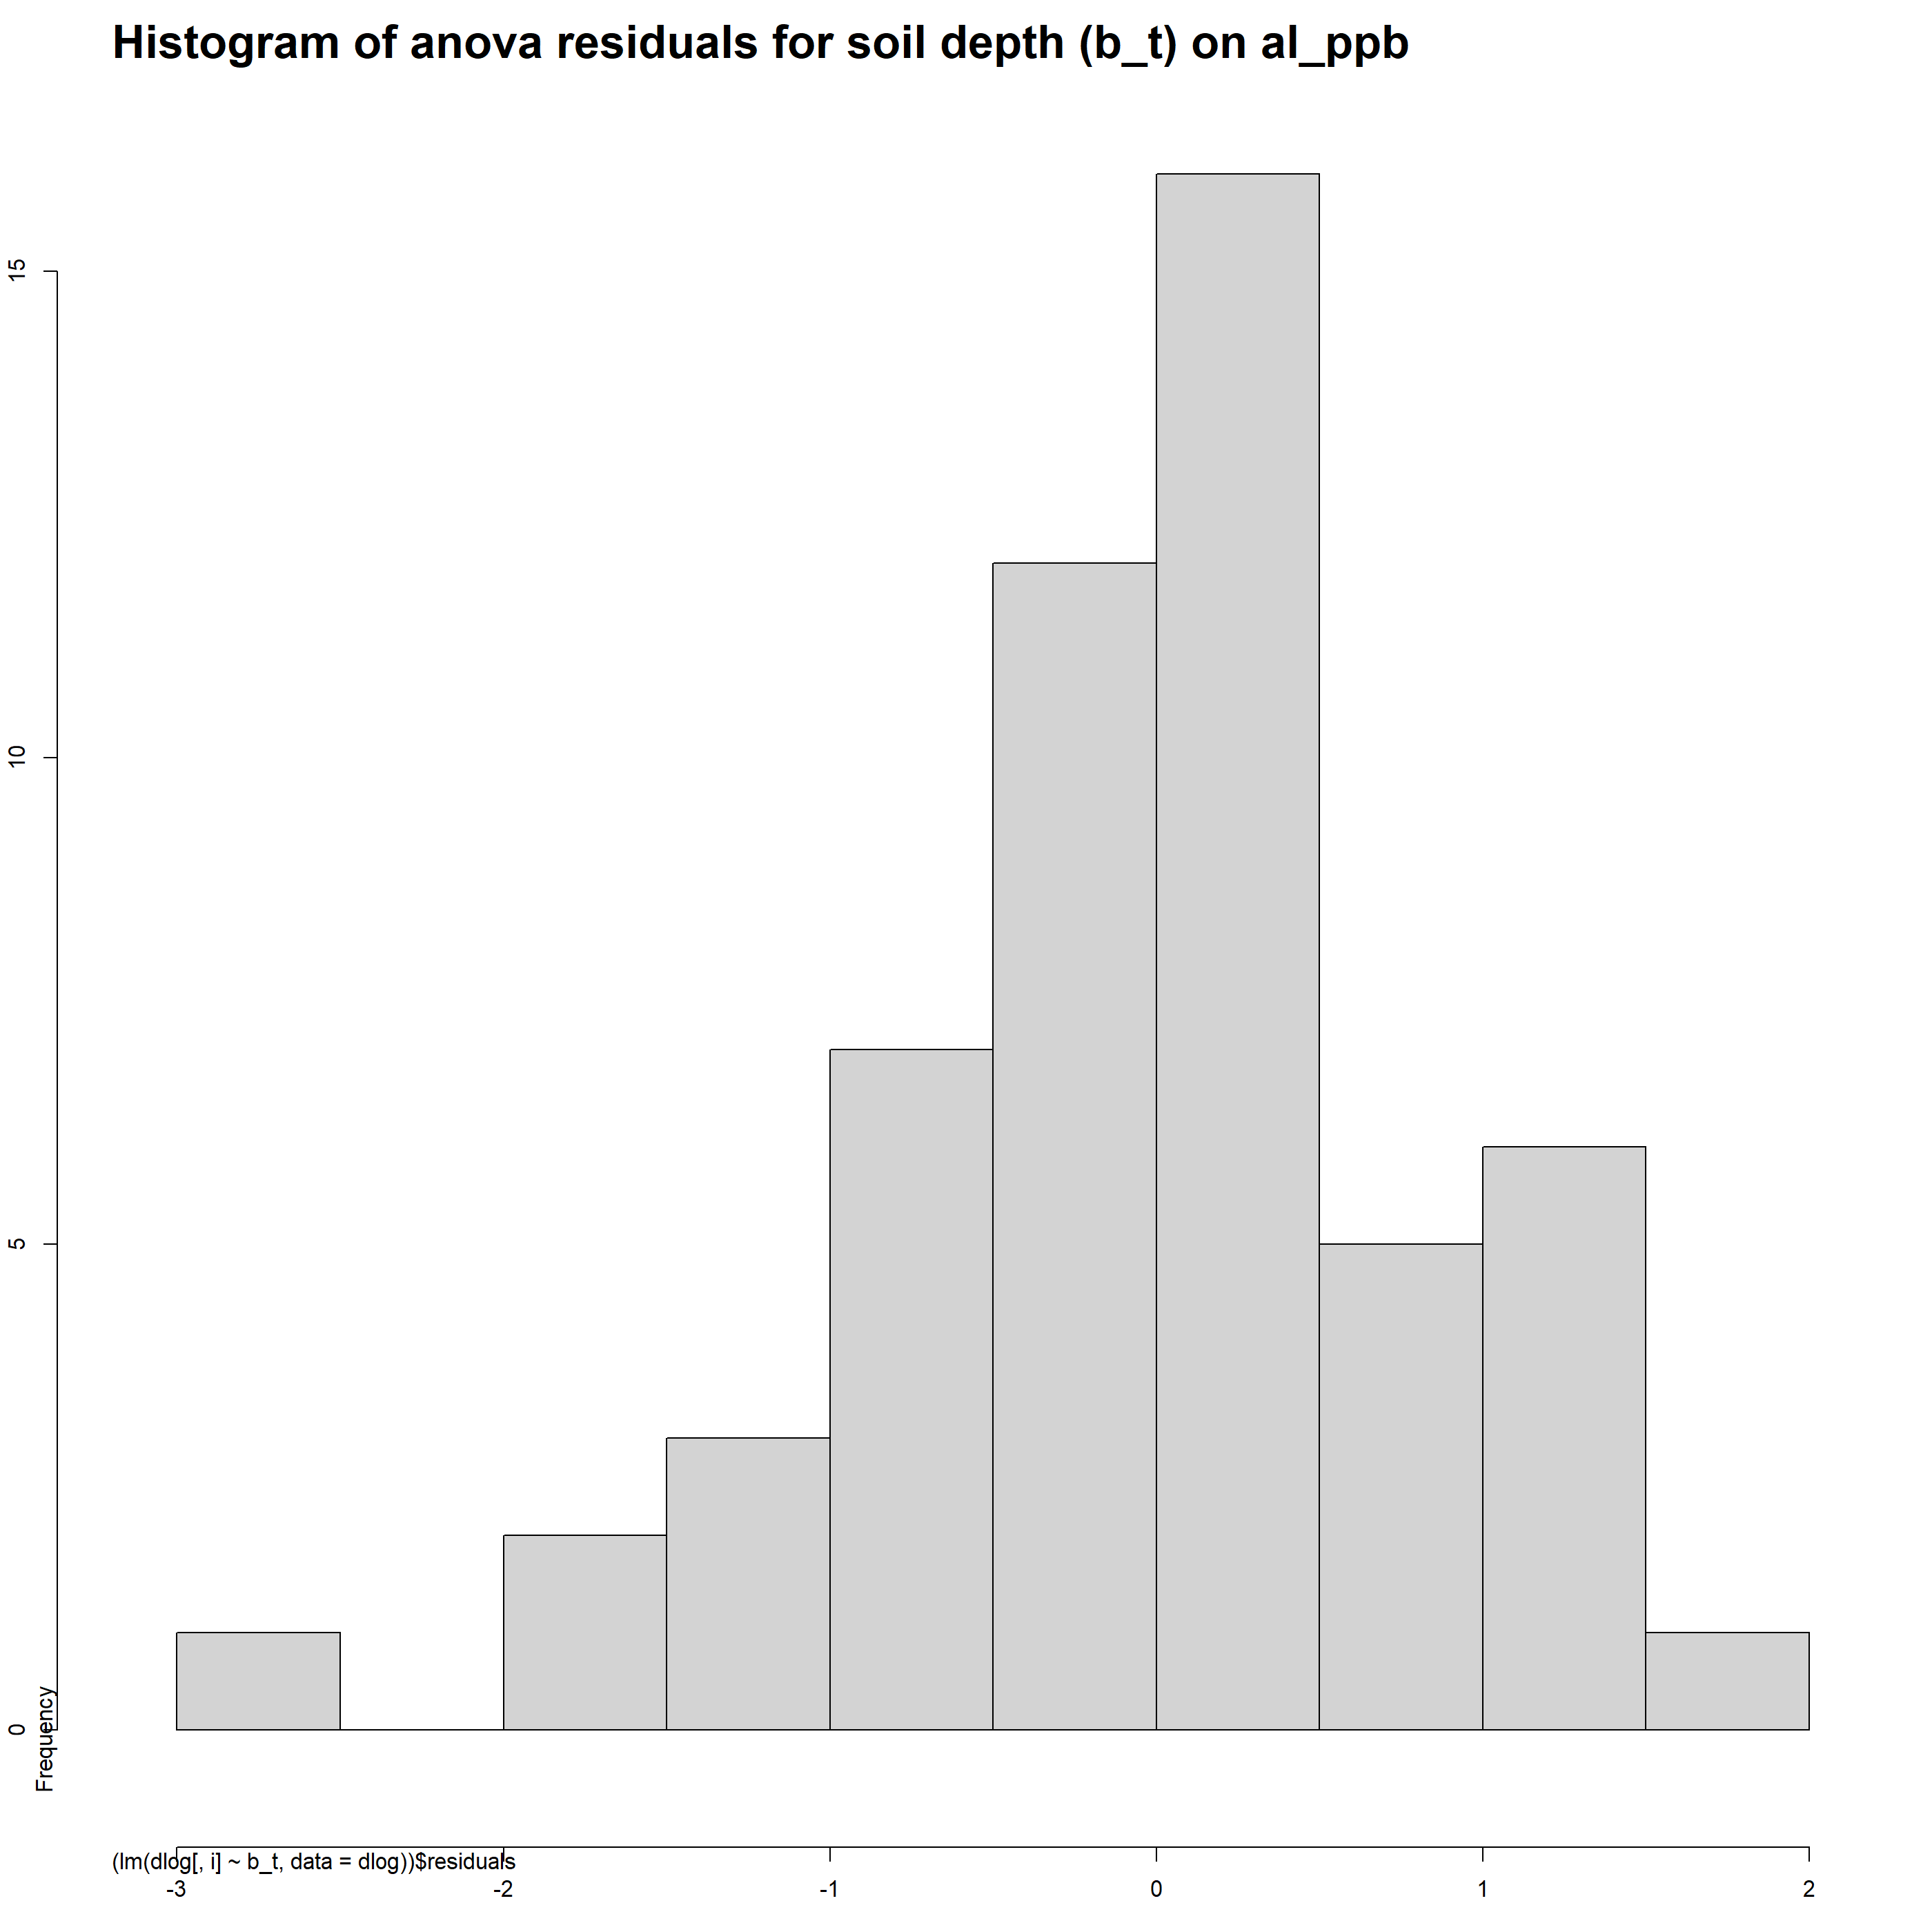 Histogram of anova residuals for soil depth (b_t) on al_ppb
15
10
5
0
Frequency
(lm(dlog[, i] ~ b_t, data = dlog))$residuals
-3 -2 -1 0 1 2